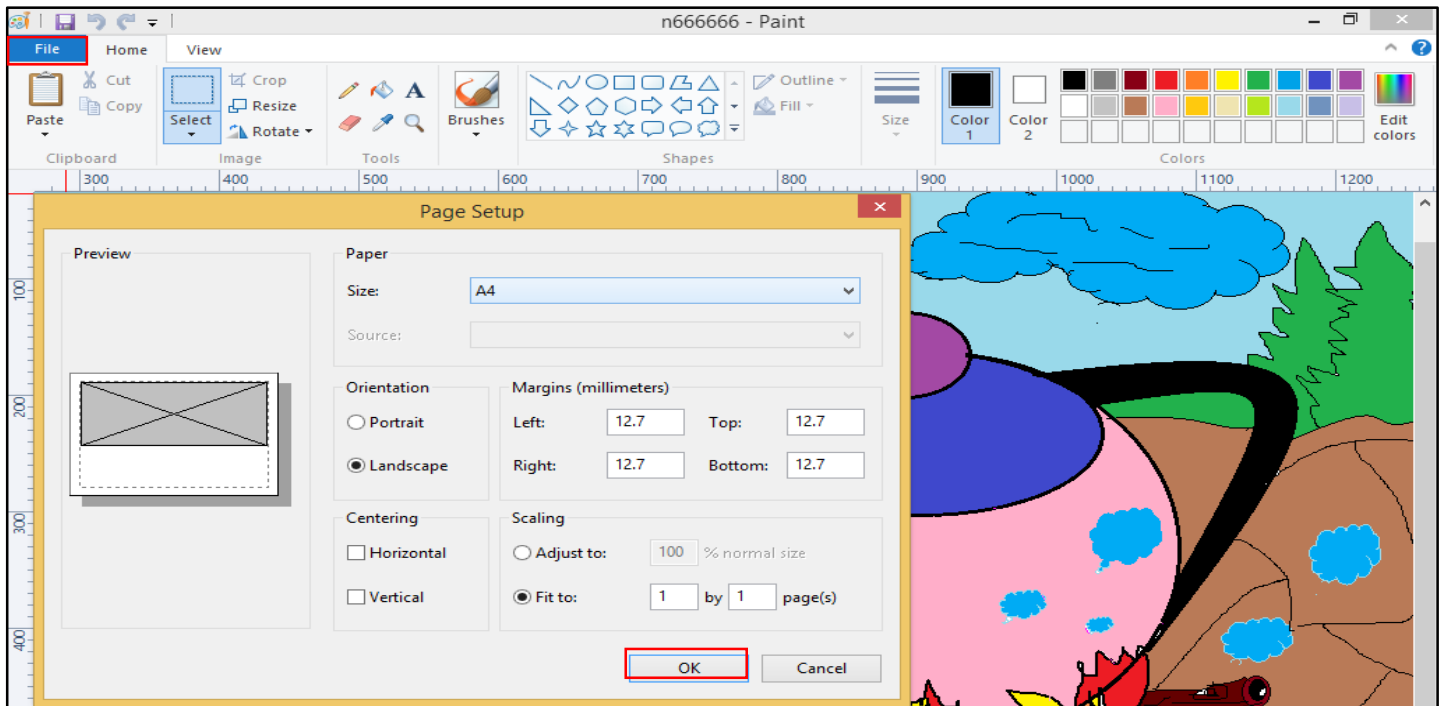 n666666 - Paint
File Home View
Paste Cut Copy
Select Crop Resize Rotate
A
Brushes
Outline Fill
Size
Color 1 Color 2
Edit colors
Clipboard Image Tools Shapes Colors
300 400 500 600 700 800 900 1000 1100 1200
100
200
300
400
Page Setup
Preview
Paper
Size: A4
Source:
Orientation
Portrait
Landscape
Margins (millimeters)
Left: 12.7 Top: 12.7
Right: 12.7 Bottom: 12.7
Centering
Horizontal
Vertical
Scaling
Adjust to: 100 % normal size
Fit to: 1 by 1 page(s)
OK Cancel